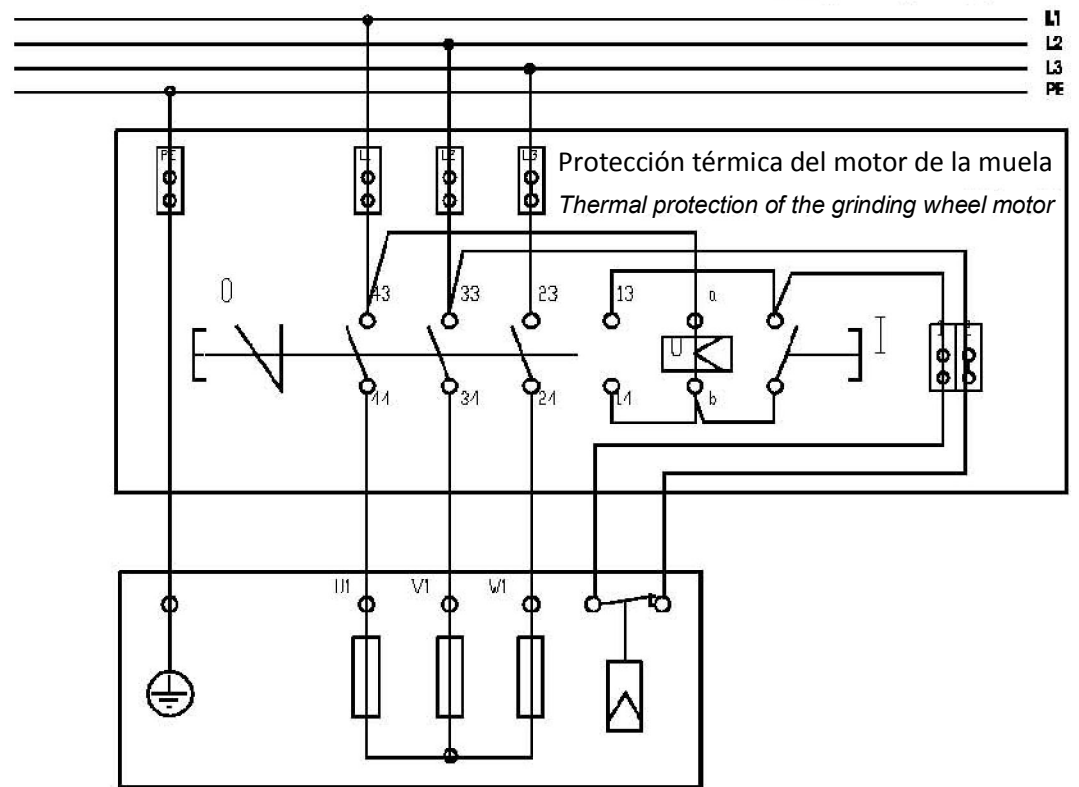 L1
L2
L3
PE
PE L1 L2 L3
Protección térmica del motor de la muela
Thermal protection of the grinding wheel motor
0 43 33 23 13 a I
U
44 34 24 14 b
1 2
U1 V1 W1